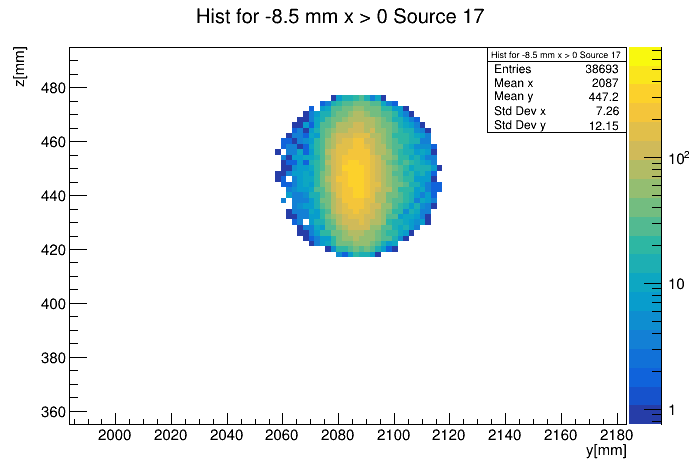 Hist for -8.5 mm x > 0 Source 17
z[mm]
Hist for -8.5 mm x > 0 Source 17
Entries 38693
Mean x 2087
Mean y 447.2
Std Dev x 7.26
Std Dev y 12.15
480
460
440
420
400
380
360
10²
10
1
2000 2020 2040 2060 2080 2100 2120 2140 2160 2180
y[mm]